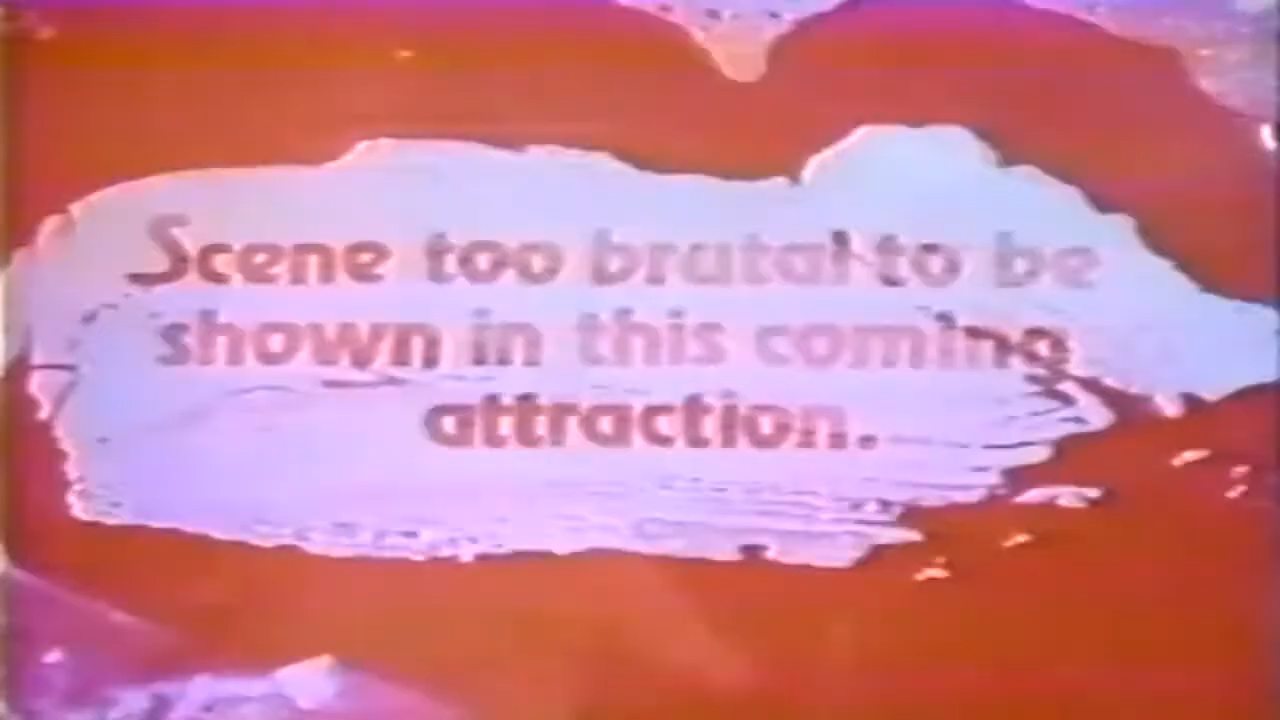 Scene too brutal to be
shown in this coming
attraction.